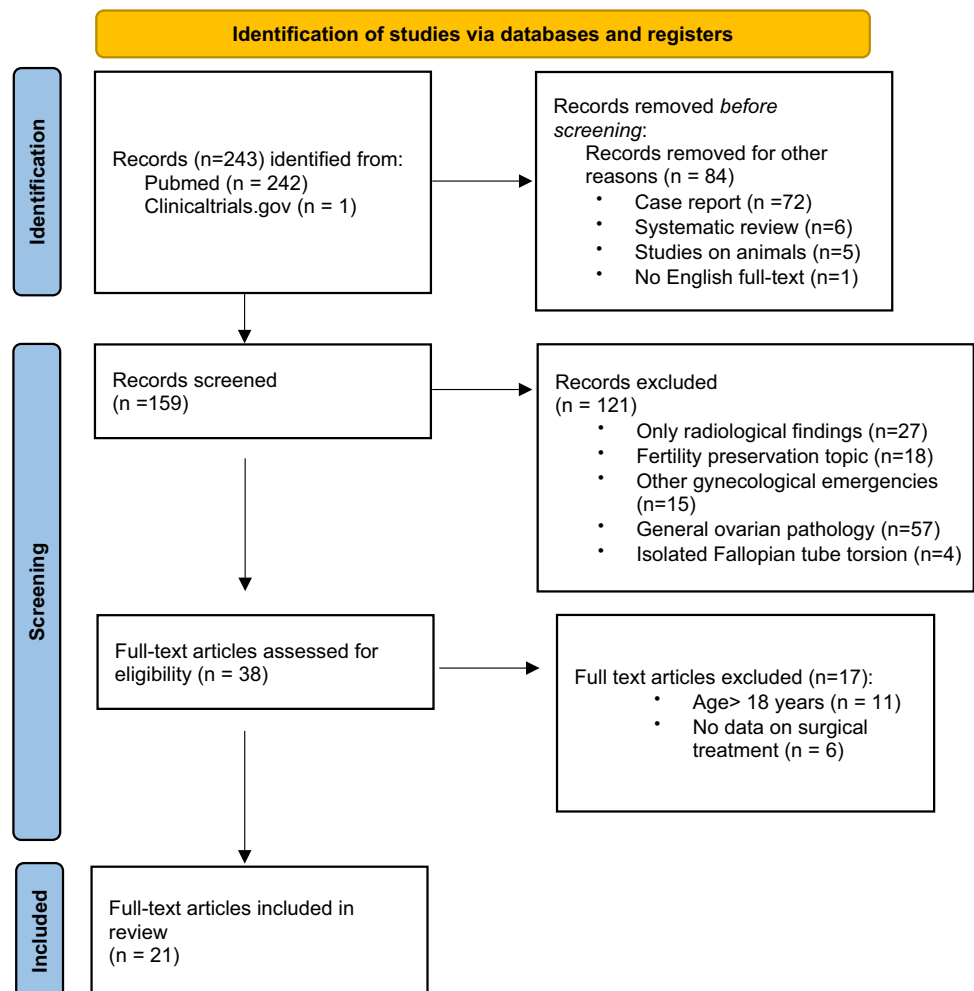 Identification of studies via databases and registers
Identification
Records (n=243) identified from:
Pubmed (n = 242)
Clinicaltrials.gov (n = 1)
Records removed before
screening:
Records removed for other
reasons (n = 84)
• Case report (n =72)
• Systematic review (n=6)
• Studies on animals (n=5)
• No English full-text (n=1)
Screening
Records screened
(n =159)
Records excluded
(n = 121)
• Only radiological findings (n=27)
• Fertility preservation topic (n=18)
• Other gynecological emergencies
(n=15)
• General ovarian pathology (n=57)
• Isolated Fallopian tube torsion (n=4)
Full-text articles assessed for
eligibility (n = 38)
Full text articles excluded (n=17):
• Age> 18 years (n = 11)
• No data on surgical
treatment (n = 6)
Included
Full-text articles included in
review
(n = 21)